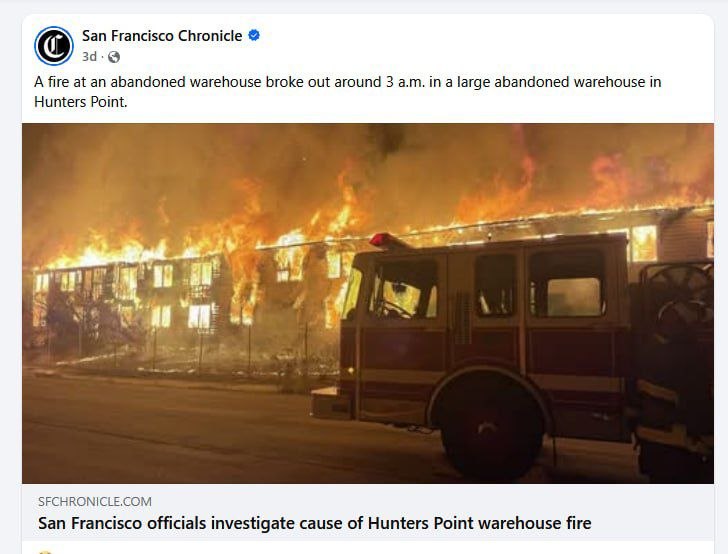 San Francisco Chronicle
3d ·
A fire at an abandoned warehouse broke out around 3 a.m. in a large abandoned warehouse in
Hunters Point.
SFCHRONICLE.COM
San Francisco officials investigate cause of Hunters Point warehouse fire